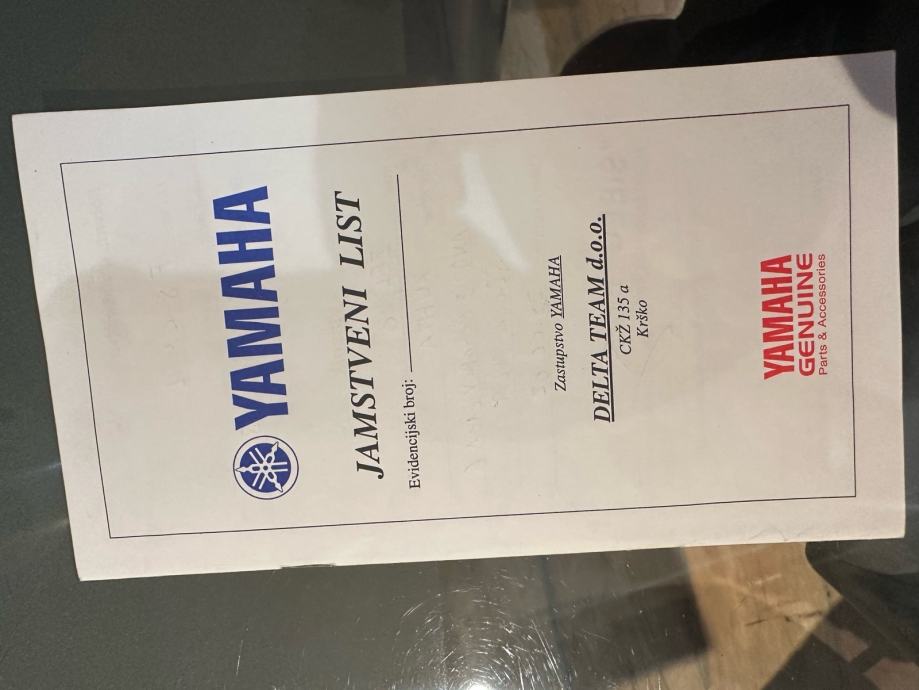 YAMAHA
JAMSTVENI LIST
Evidencijski broj:
Zastupstvo YAMAHA
DELTA TEAM d.o.o.
CKŽ 135 a
Krško
YAMAHA
GENUINE
Parts & Accessories